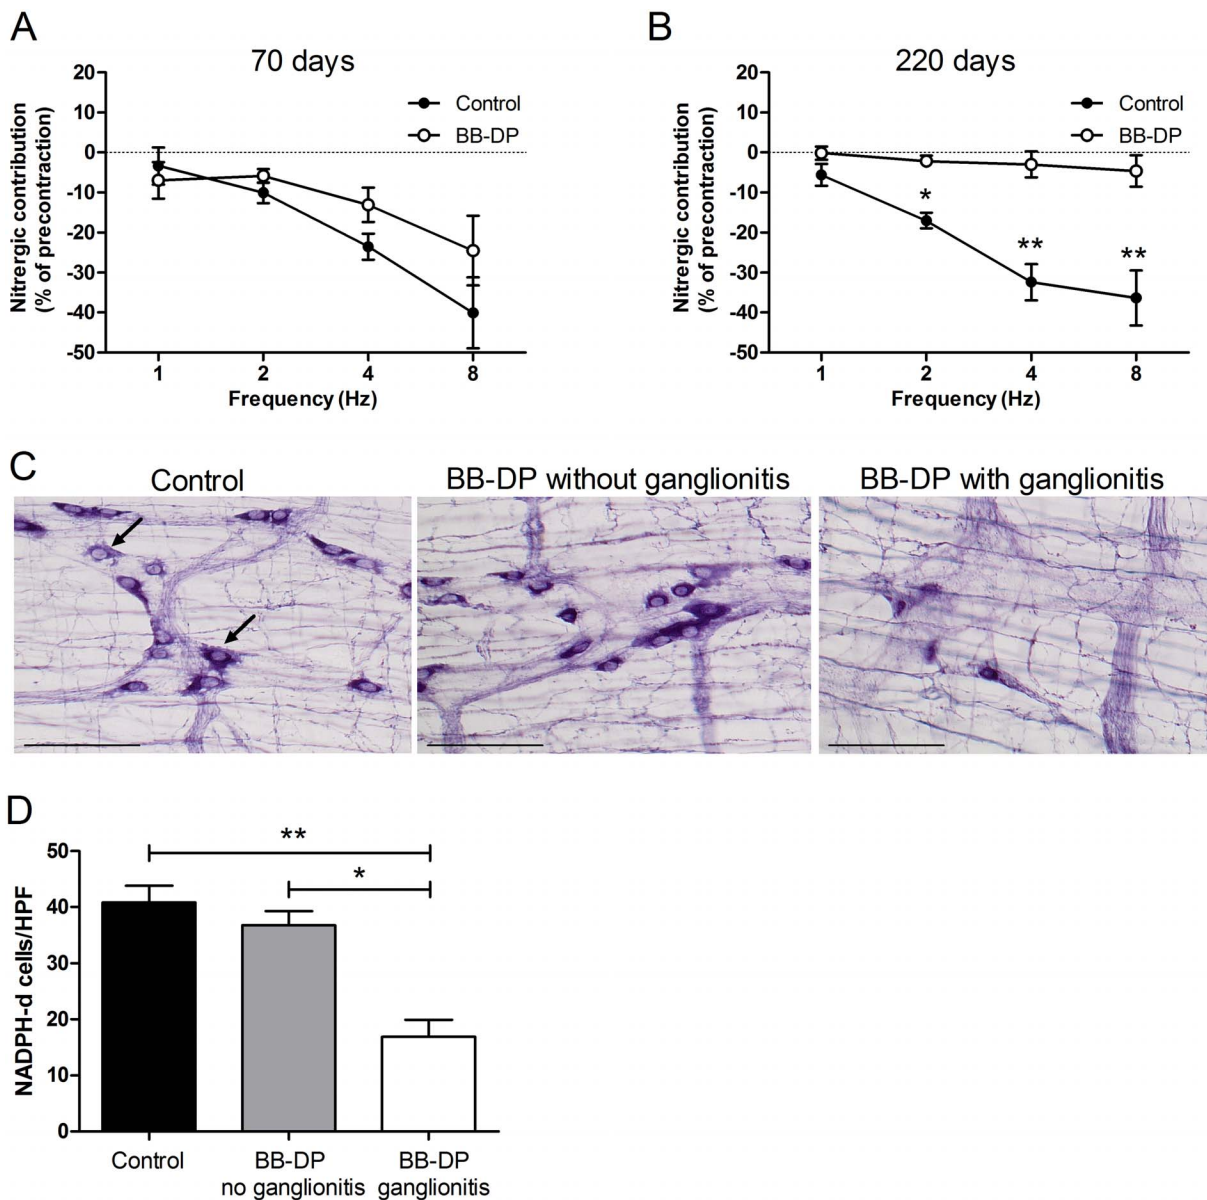 A
70 days
Nitrergic contribution
(% of precontraction)
20
10
0
-10
-20
-30
-40
-50
Control
BB-DP
1
2
4
8
Frequency (Hz)
B
220 days
Nitrergic contribution
(% of precontraction)
20
10
0
-10
-20
-30
-40
-50
Control
BB-DP
*
**
**
1
2
4
8
Frequency (Hz)
C
Control
BB-DP without ganglionitis
BB-DP with ganglionitis
D
NADPH-d cells/HPF
50
40
30
20
10
0
**
*
Control
BB-DP
no ganglionitis
BB-DP
ganglionitis